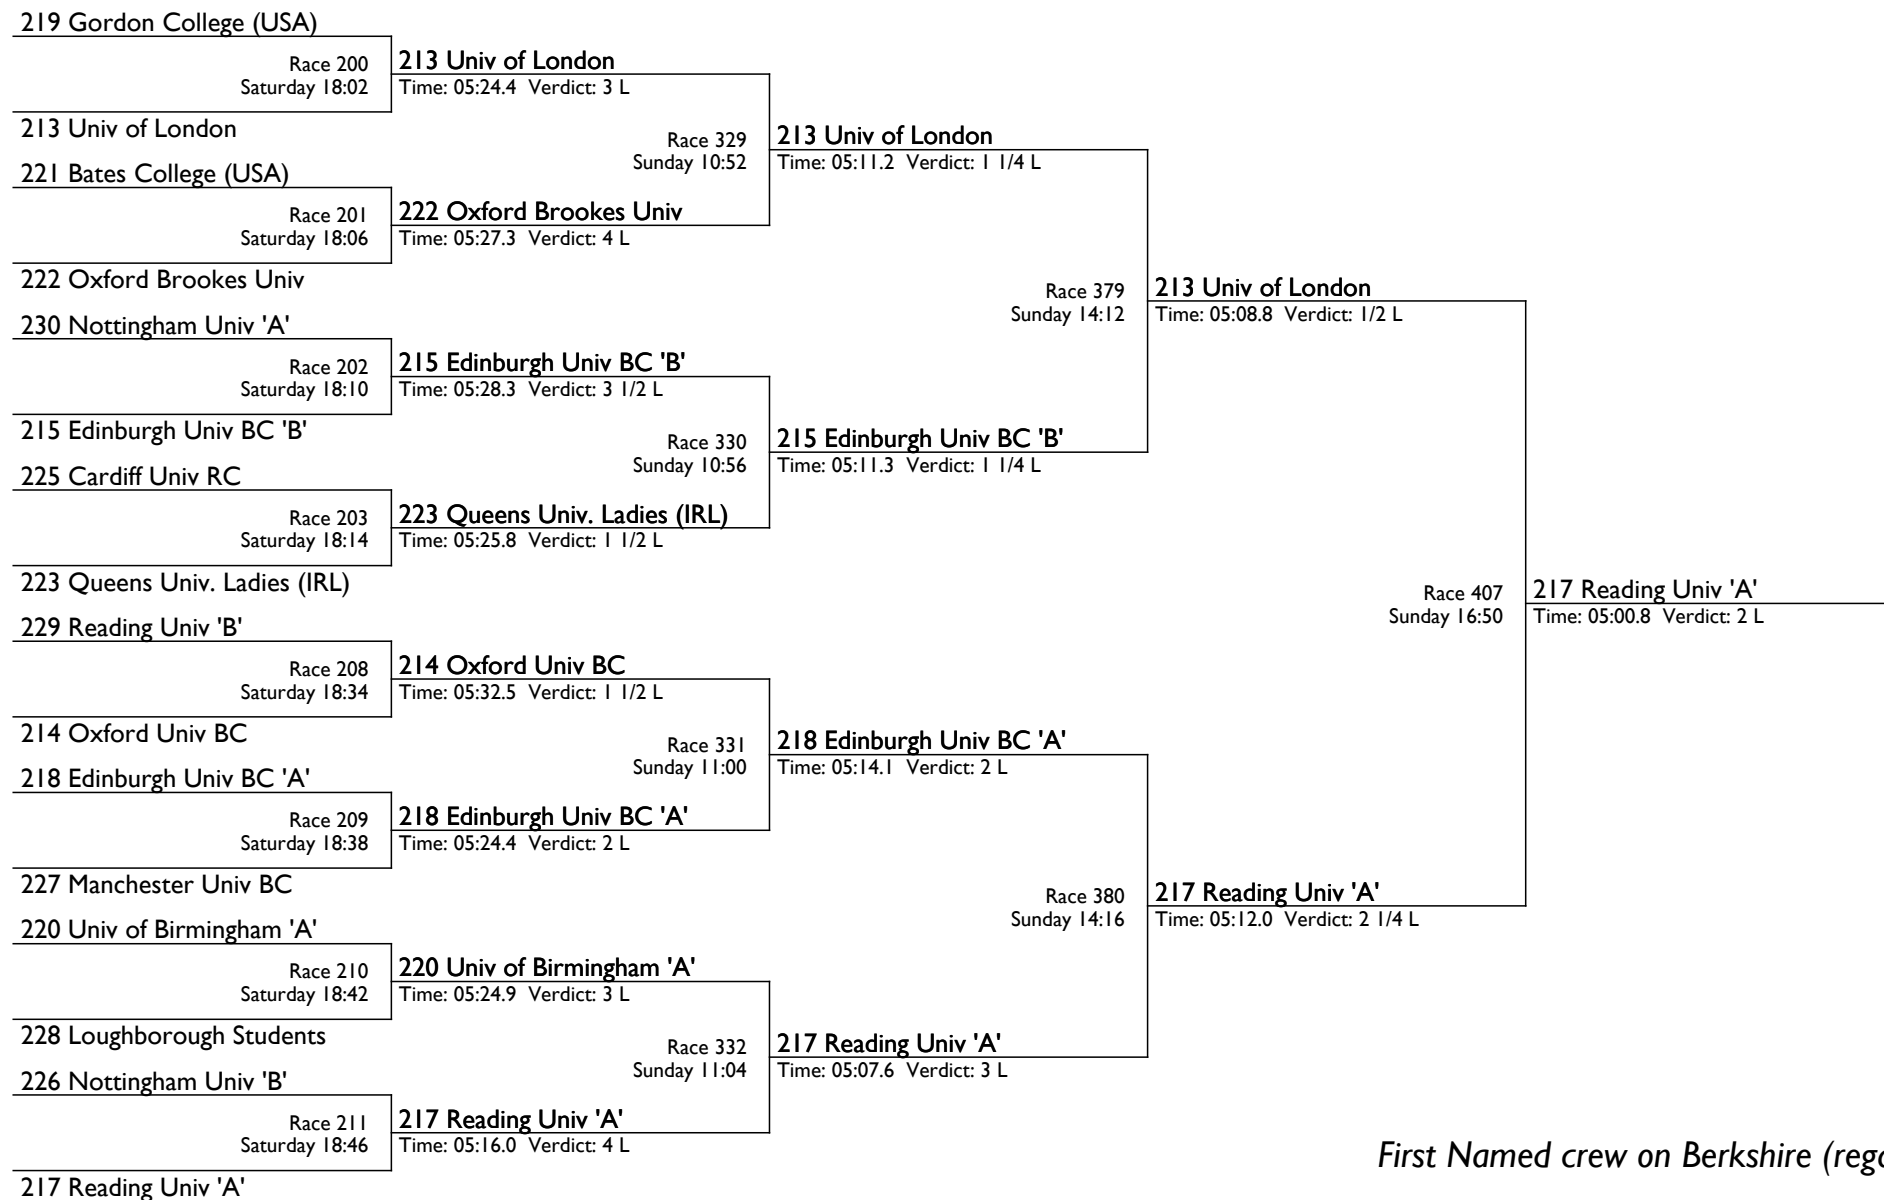 219 Gordon College (USA)
Race 200
Saturday 18:02
213 Univ of London
213 Univ of London
Time: 05:24.4 Verdict: 3 L
221 Bates College (USA)
Race 201
Saturday 18:06
222 Oxford Brookes Univ
222 Oxford Brookes Univ
Time: 05:27.3 Verdict: 4 L
230 Nottingham Univ 'A'
Race 202
Saturday 18:10
215 Edinburgh Univ BC 'B'
215 Edinburgh Univ BC 'B'
Time: 05:28.3 Verdict: 3 1/2 L
225 Cardiff Univ RC
Race 203
Saturday 18:14
223 Queens Univ. Ladies (IRL)
223 Queens Univ. Ladies (IRL)
Time: 05:25.8 Verdict: 1 1/2 L
229 Reading Univ 'B'
Race 208
Saturday 18:34
214 Oxford Univ BC
214 Oxford Univ BC
Time: 05:32.5 Verdict: 1 1/2 L
218 Edinburgh Univ BC 'A'
Race 209
Saturday 18:38
227 Manchester Univ BC
218 Edinburgh Univ BC 'A'
Time: 05:24.4 Verdict: 2 L
220 Univ of Birmingham 'A'
Race 210
Saturday 18:42
228 Loughborough Students
220 Univ of Birmingham 'A'
Time: 05:24.9 Verdict: 3 L
226 Nottingham Univ 'B'
Race 211
Saturday 18:46
217 Reading Univ 'A'
217 Reading Univ 'A'
Time: 05:16.0 Verdict: 4 L
Race 329
Sunday 10:52
213 Univ of London
Time: 05:11.2 Verdict: 1 1/4 L
Race 330
Sunday 10:56
215 Edinburgh Univ BC 'B'
Time: 05:11.3 Verdict: 1 1/4 L
Race 331
Sunday 11:00
218 Edinburgh Univ BC 'A'
Time: 05:14.1 Verdict: 2 L
Race 332
Sunday 11:04
217 Reading Univ 'A'
Time: 05:07.6 Verdict: 3 L
Race 379
Sunday 14:12
213 Univ of London
Time: 05:08.8 Verdict: 1/2 L
Race 380
Sunday 14:16
217 Reading Univ 'A'
Time: 05:12.0 Verdict: 2 1/4 L
Race 407
Sunday 16:50
217 Reading Univ 'A'
Time: 05:00.8 Verdict: 2 L
First Named crew on Berkshire